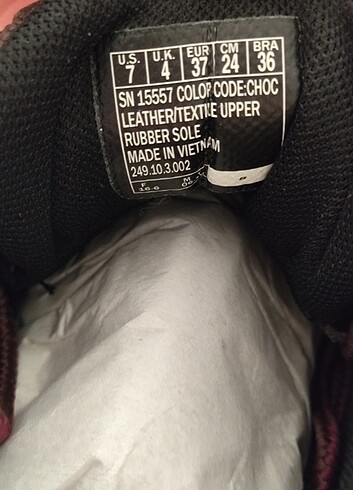 U.S. U.K. EUR CM BRA
7 4 37 24 36
SN 15557 COLOR CODE:CHOC
LEATHER/TEXTILE UPPER
RUBBER SOLE
MADE IN VIETNAM
249.10.3.002
F M